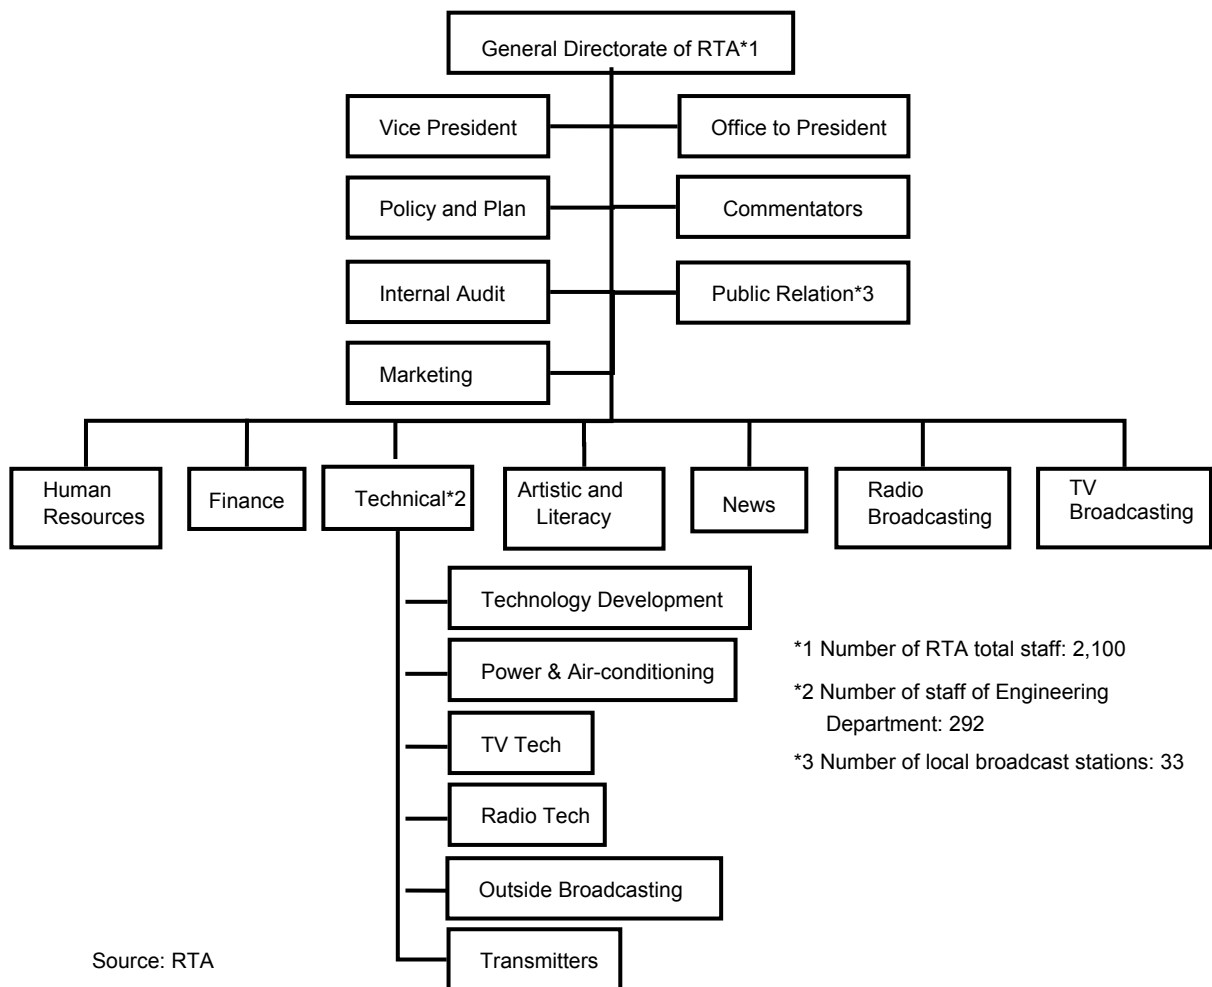 General Directorate of RTA*1
Vice President
Office to President
Policy and Plan
Commentators
Internal Audit
Public Relation*3
Marketing
Human
Resources
Finance
Technical*2
Artistic and
Literacy
News
Radio
Broadcasting
TV
Broadcasting
Technology Development
Power & Air-conditioning
TV Tech
Radio Tech
Outside Broadcasting
Transmitters
*1 Number of RTA total staff: 2,100
*2 Number of staff of Engineering
Department: 292
*3 Number of local broadcast stations: 33
Source: RTA